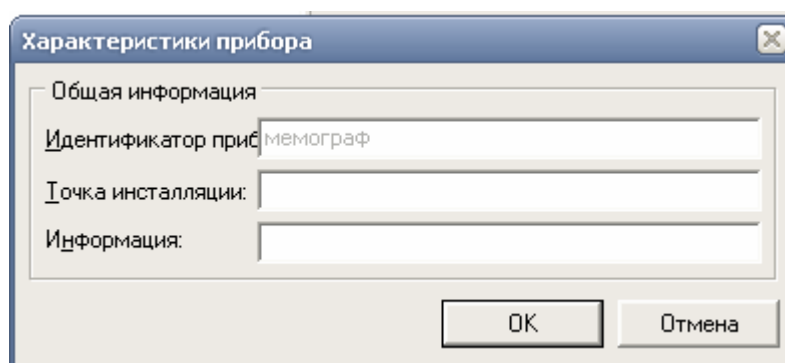 Характеристики прибора
Общая информация
Идентификатор приб мемограф
Точка инсталляции:
Информация:
OK Отмена